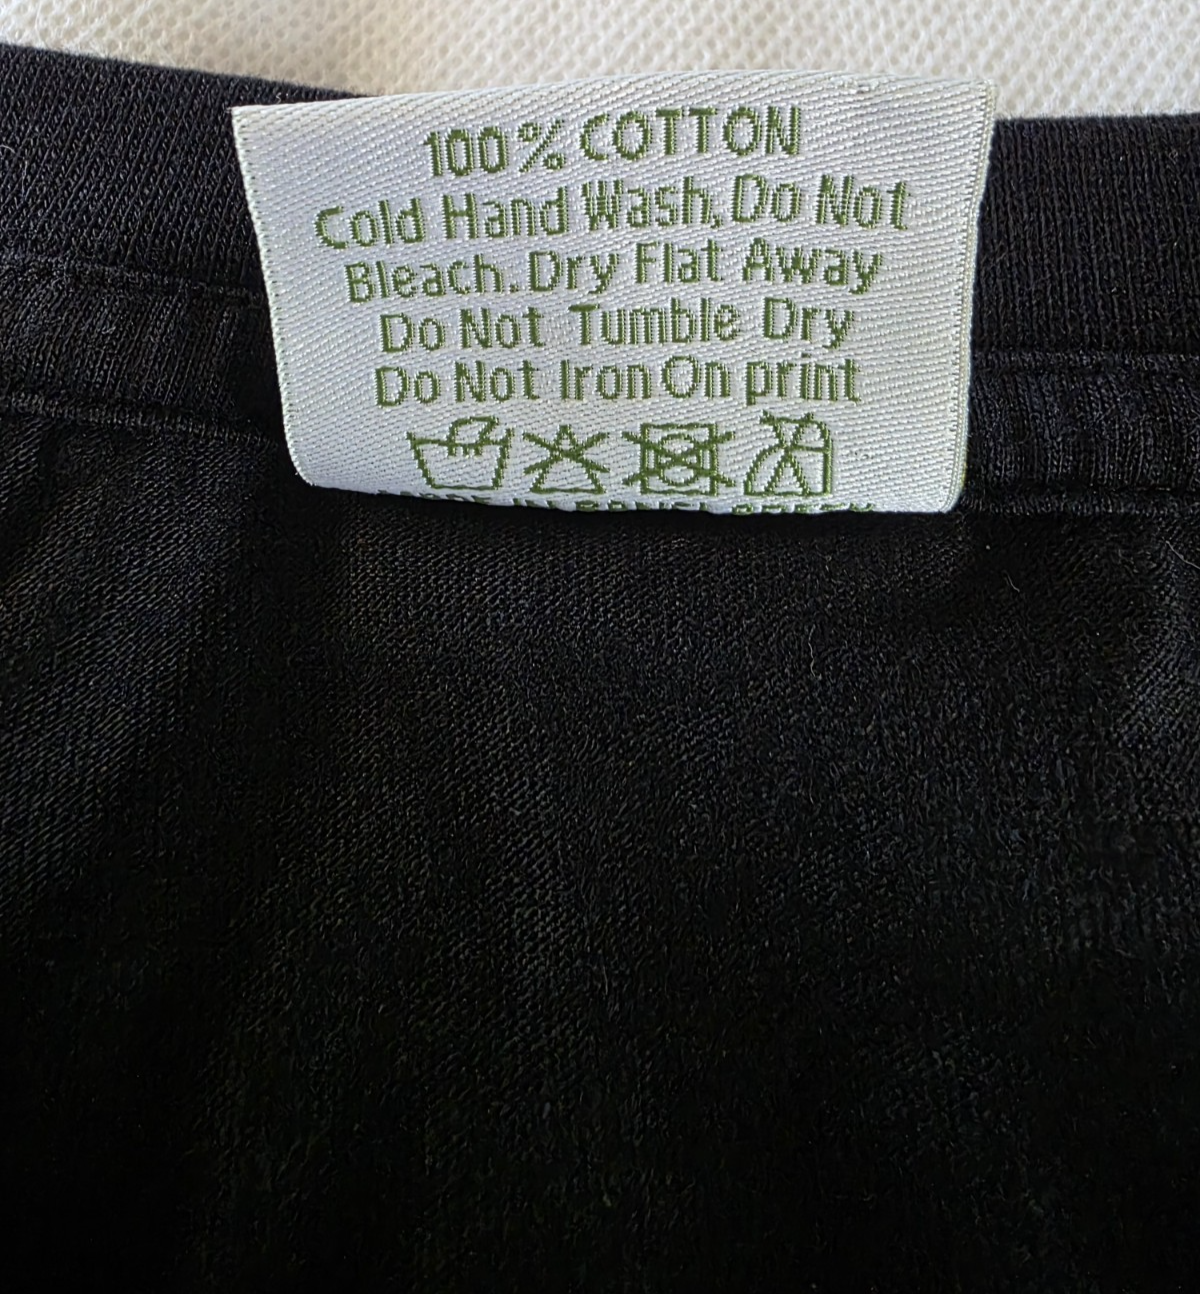 100% COTTON
Cold Hand Wash, Do Not
Bleach. Dry Flat Away
Do Not Tumble Dry
Do Not Iron On print